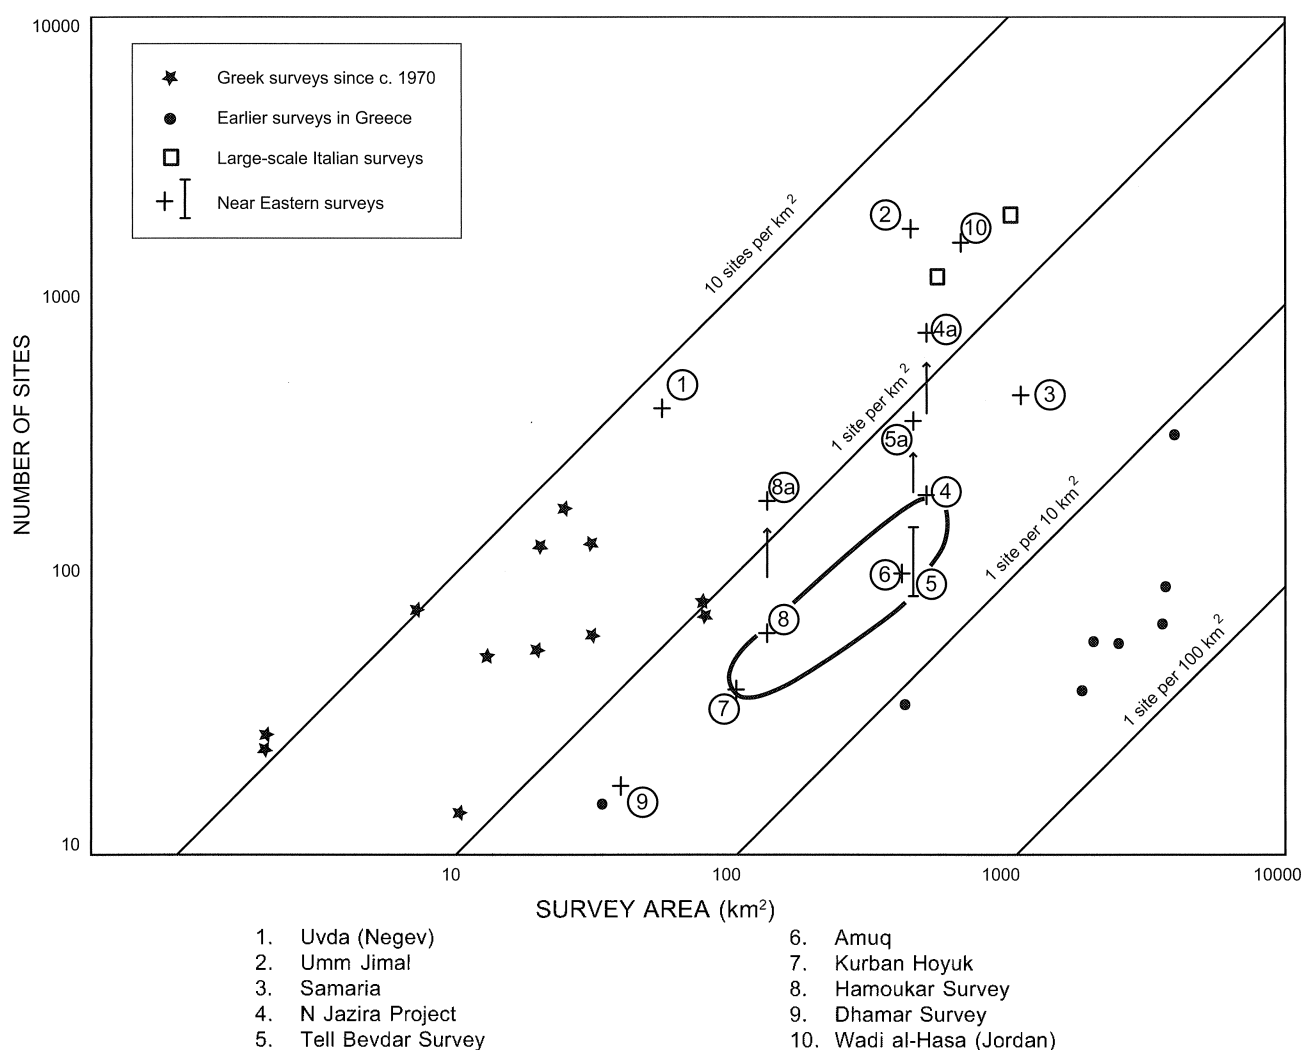 10000
Greek surveys since c. 1970
Earlier surveys in Greece
Large-scale Italian surveys
Near Eastern surveys
10 sites per km²
2
10
1000
4a
1
3
1 site per km²
5a
8a
4
1 site per 10 km²
NUMBER OF SITES
100
6
5
8
1 site per 100 km²
7
9
10
10
100
1000
10000
SURVEY AREA (km²)
1. Uvda (Negev)
2. Umm Jimal
3. Samaria
4. N Jazira Project
5. Tell Bevdar Survey
6. Amuq
7. Kurban Hoyuk
8. Hamoukar Survey
9. Dhamar Survey
10. Wadi al-Hasa (Jordan)